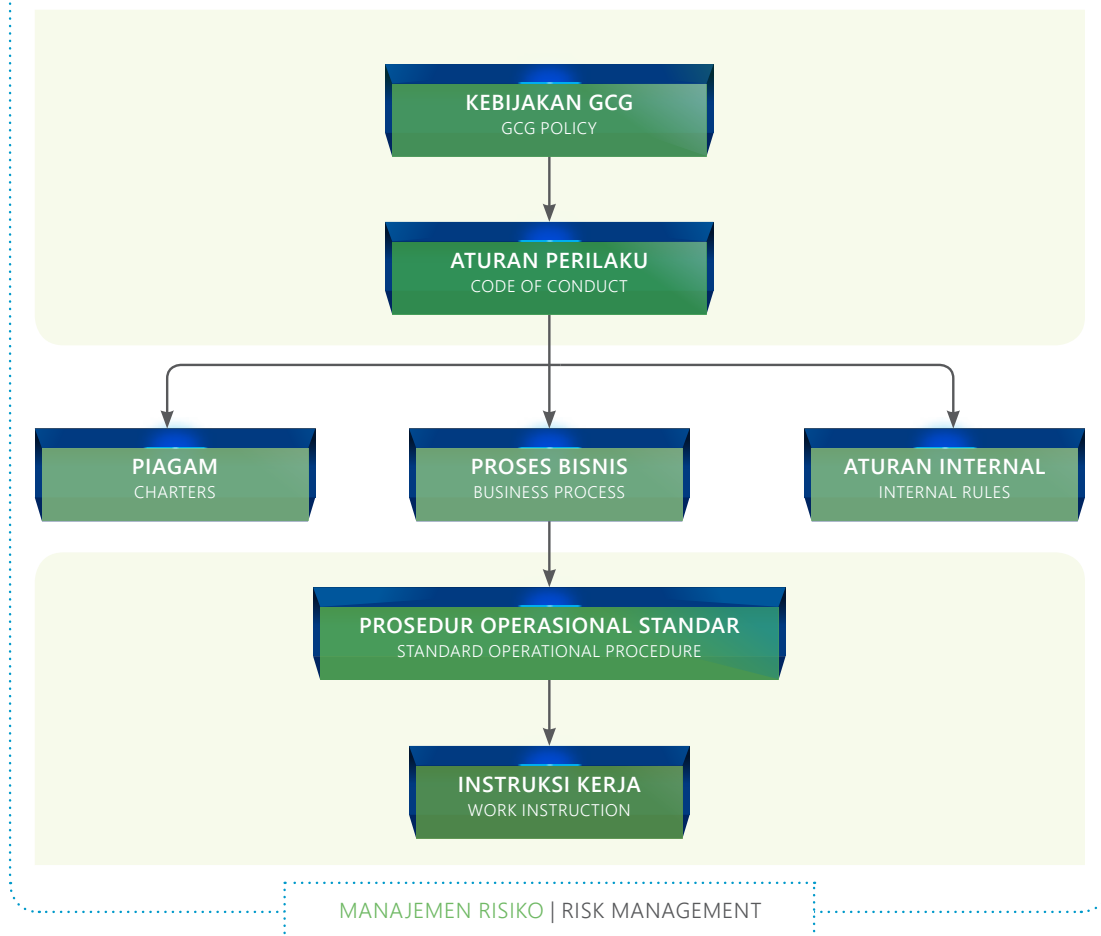 KEBIJAKAN GCG
GCG POLICY
ATURAN PERILAKU
CODE OF CONDUCT
PIAGAM
CHARTERS
PROSES BISNIS
BUSINESS PROCESS
ATURAN INTERNAL
INTERNAL RULES
PROSEDUR OPERASIONAL STANDAR
STANDARD OPERATIONAL PROCEDURE
INSTRUKSI KERJA
WORK INSTRUCTION
MANAJEMEN RISIKO | RISK MANAGEMENT